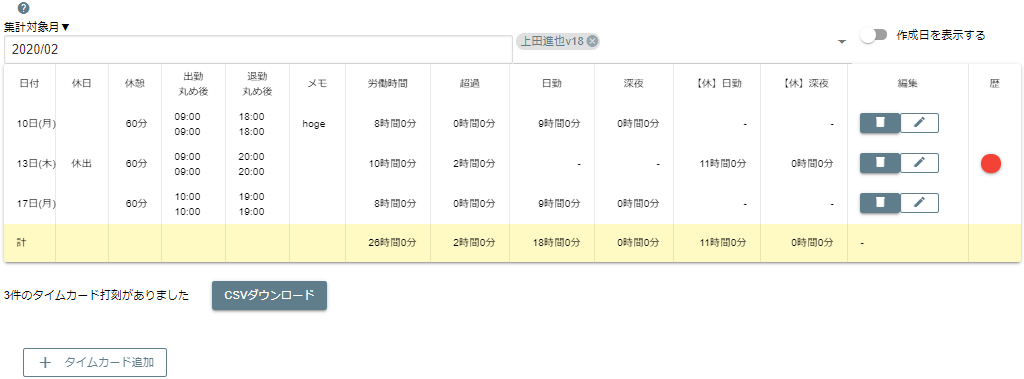 ?
集計対象月▼
2020/02
上田進也v18
作成日を表示する
日付 休日 休憩 出勤 丸め後 退勤 丸め後 メモ 労働時間 超過 日勤 深夜 【休】日勤 【休】深夜 編集 歴
10日(月) 60分 09:00 09:00 18:00 18:00 hoge 8時間0分 0時間0分 9時間0分 0時間0分 - -
13日(木) 休出 60分 09:00 09:00 20:00 20:00 10時間0分 2時間0分 - - 11時間0分 0時間0分
17日(月) 60分 10:00 10:00 19:00 19:00 8時間0分 0時間0分 9時間0分 0時間0分 - -
計 26時間0分 2時間0分 18時間0分 0時間0分 11時間0分 0時間0分 -
3件のタイムカード打刻がありました
CSVダウンロード
＋ タイムカード追加